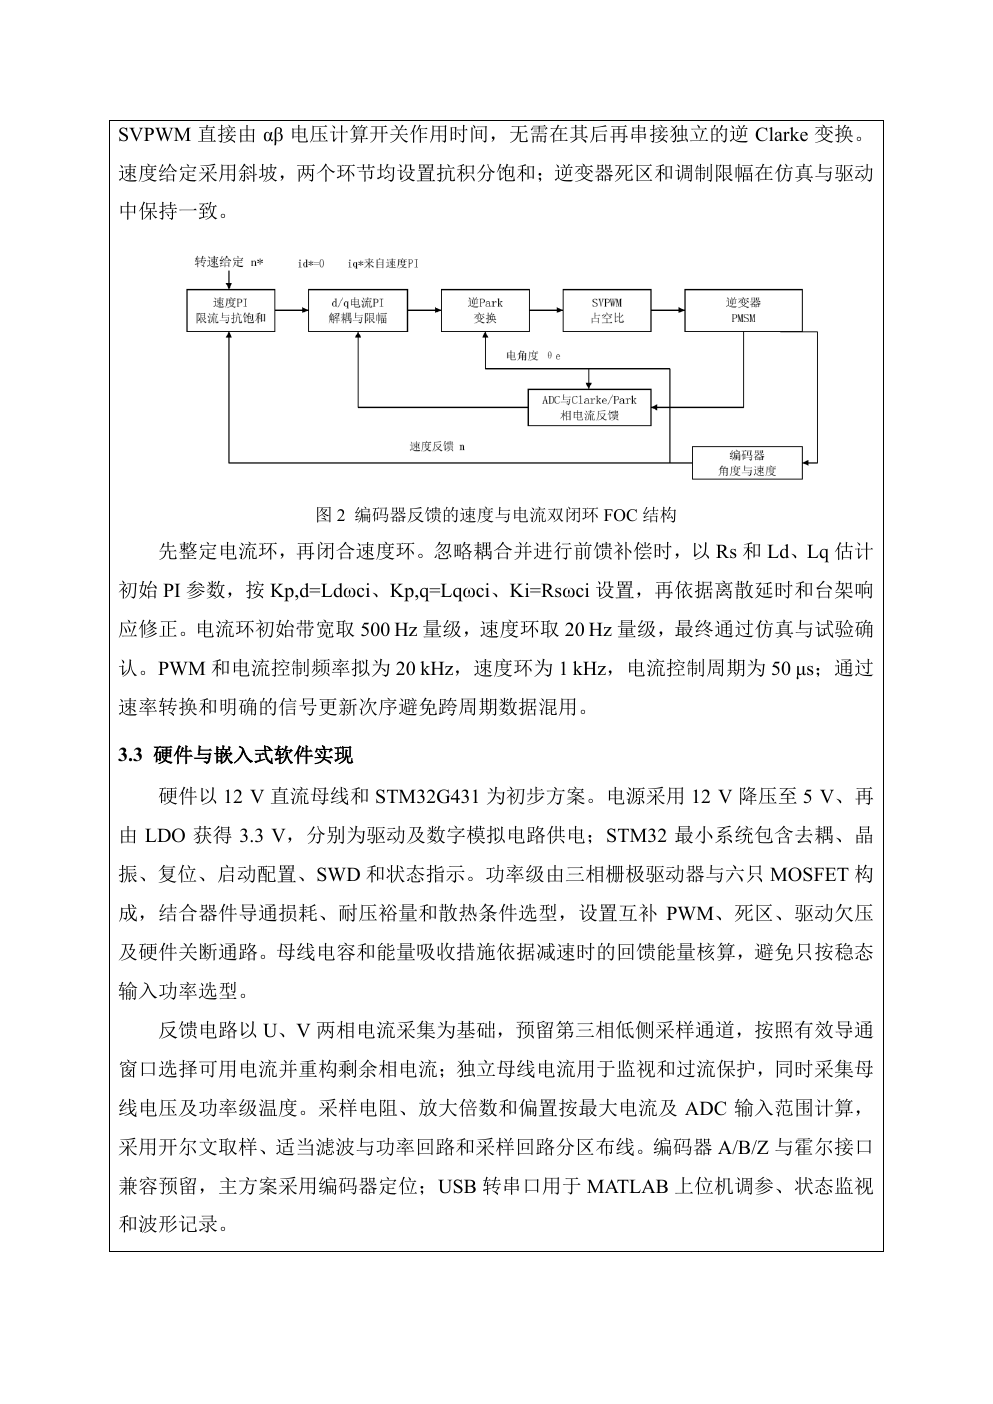 SVPWM 直接由 αβ 电压计算开关作用时间，无需在其后再串接独立的逆 Clarke 变换。
速度给定采用斜坡，两个环节均设置抗积分饱和；逆变器死区和调制限幅在仿真与驱动
中保持一致。
转速给定 n* id*=0 iq*来自速度PI
速度PI
限流与抗饱和
d/q电流PI
解耦与限幅
逆Park
变换
SVPWM
占空比
逆变器
PMSM
电角度 θe
ADC与Clarke/Park
相电流反馈
速度反馈 n
编码器
角度与速度
图 2 编码器反馈的速度与电流双闭环 FOC 结构
先整定电流环，再闭合速度环。忽略耦合并进行前馈补偿时，以 Rs 和 Ld、Lq 估计
初始 PI 参数，按 Kp,d=Ldωci、Kp,q=Lqωci、Ki=Rsωci 设置，再依据离散延时和台架响
应修正。电流环初始带宽取 500 Hz 量级，速度环取 20 Hz 量级，最终通过仿真与试验确
认。PWM 和电流控制频率拟为 20 kHz，速度环为 1 kHz，电流控制周期为 50 μs；通过
速率转换和明确的信号更新次序避免跨周期数据混用。
3.3 硬件与嵌入式软件实现
硬件以 12 V 直流母线和 STM32G431 为初步方案。电源采用 12 V 降压至 5 V、再
由 LDO 获得 3.3 V，分别为驱动及数字模拟电路供电；STM32 最小系统包含去耦、晶
振、复位、启动配置、SWD 和状态指示。功率级由三相栅极驱动器与六只 MOSFET 构
成，结合器件导通损耗、耐压裕量和散热条件选型，设置互补 PWM、死区、驱动欠压
及硬件关断通路。母线电容和能量吸收措施依据减速时的回馈能量核算，避免只按稳态
输入功率选型。
反馈电路以 U、V 两相电流采集为基础，预留第三相低侧采样通道，按照有效导通
窗口选择可用电流并重构剩余相电流；独立母线电流用于监视和过流保护，同时采集母
线电压及功率级温度。采样电阻、放大倍数和偏置按最大电流及 ADC 输入范围计算，
采用开尔文取样、适当滤波与功率回路和采样回路分区布线。编码器 A/B/Z 与霍尔接口
兼容预留，主方案采用编码器定位；USB 转串口用于 MATLAB 上位机调参、状态监视
和波形记录。